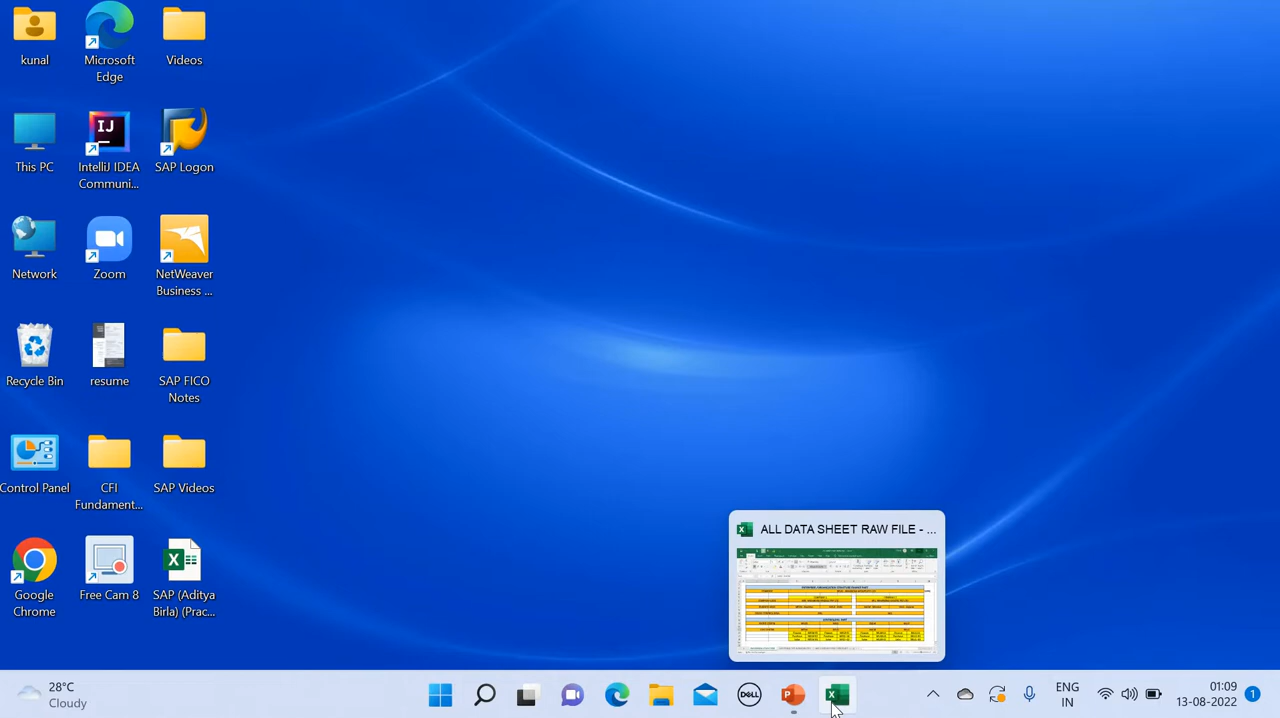 kunal
Microsoft
Edge
Videos
This PC
IntelliJ IDEA
Communi...
SAP Logon
Network
Zoom
NetWeaver
Business ...
Recycle Bin
resume
SAP FICO
Notes
Control Panel
CFI
Fundament...
SAP Videos
Google
Chrome
Free Cam 8
SAP (Aditya
Birla) data
ALL DATA SHEET RAW FILE - ...
28°C
Cloudy
DELL
ENG
IN
01:09
13-08-2022
1